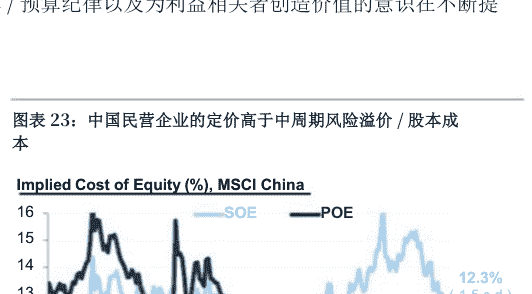 / 预算纪律以及为利益相关者创造价值的意识在不断提
图表 23：中国民营企业的定价高于中周期风险溢价 / 股本成
本
Implied Cost of Equity (%), MSCI China
16
SOE
POE
15
14
12.3%
13